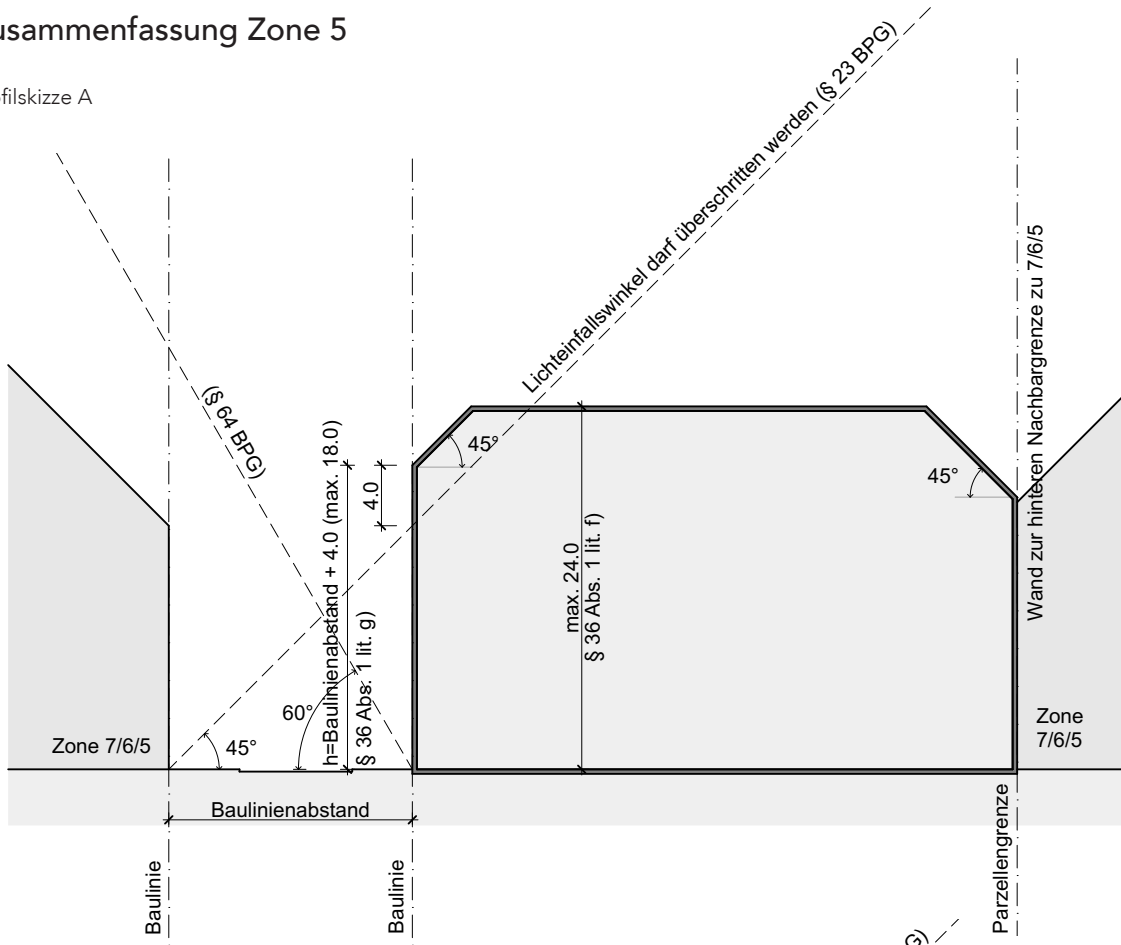 usammenfassung Zone 5
filskizze A
Lichteinfallswinkel darf überschritten werden (§ 23 BPG)
(§ 64 BPG)
Wand zur hinteren Nachbargrenze zu 7/6/5
h=Baulinienabstand + 4.0 (max. 18.0)
§ 36 Abs. 1 lit. g)
4.0
45°
45°
max. 24.0
§ 36 Abs. 1 lit. f)
60°
45°
Zone 7/6/5
Zone
7/6/5
Baulinienabstand
Baulinie
Baulinie
Parzellengrenze
G)